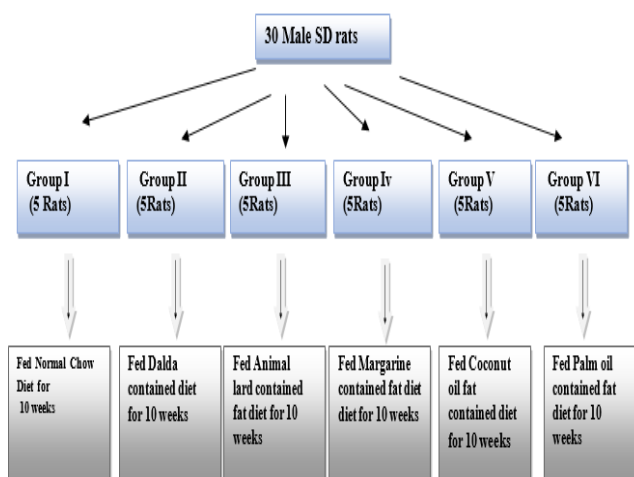 30 Male SD rats
Group I
(5 Rats)
Group II
(5Rats)
Group III
(5Rats)
Group Iv
(5Rats)
Group V
(5Rats)
Group VI
(5Rats)
Fed Normal Chow
Diet for
10 weeks
Fed Dalda
contained diet
for 10 weeks
Fed Animal
lard contained
fat diet for 10
weeks
Fed Margarine
contained fat diet
diet for 10 weeks
Fed Coconut
oil fat
contained diet
for 10 weeks
Fed Palm oil
contained fat
diet for 10
weeks